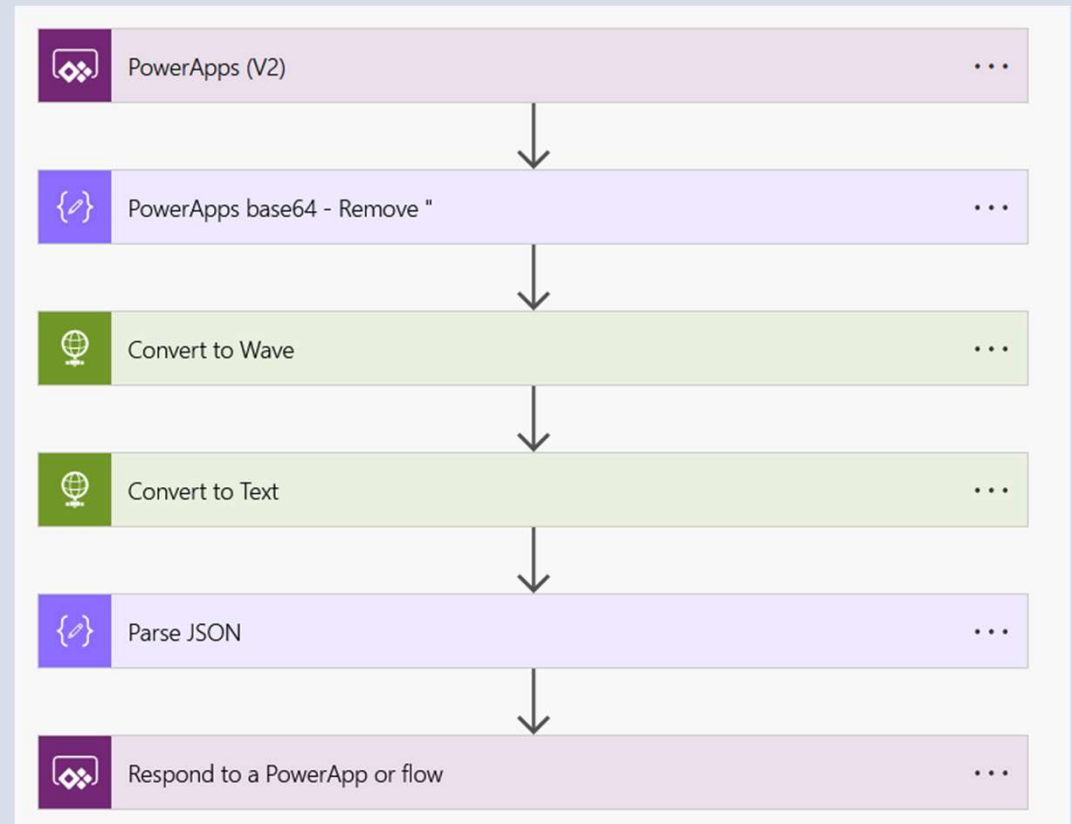 PowerApps (V2)
PowerApps base64 - Remove "
Convert to Wave
Convert to Text
Parse JSON
Respond to a PowerApp or flow